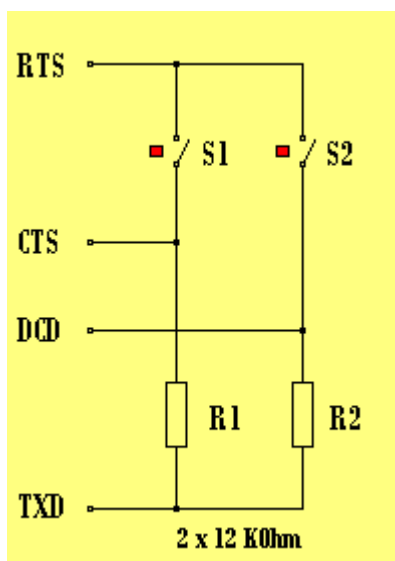 RTS
S1 S2
CTS
DCD
R1 R2
TXD
2 x 12 KOhm